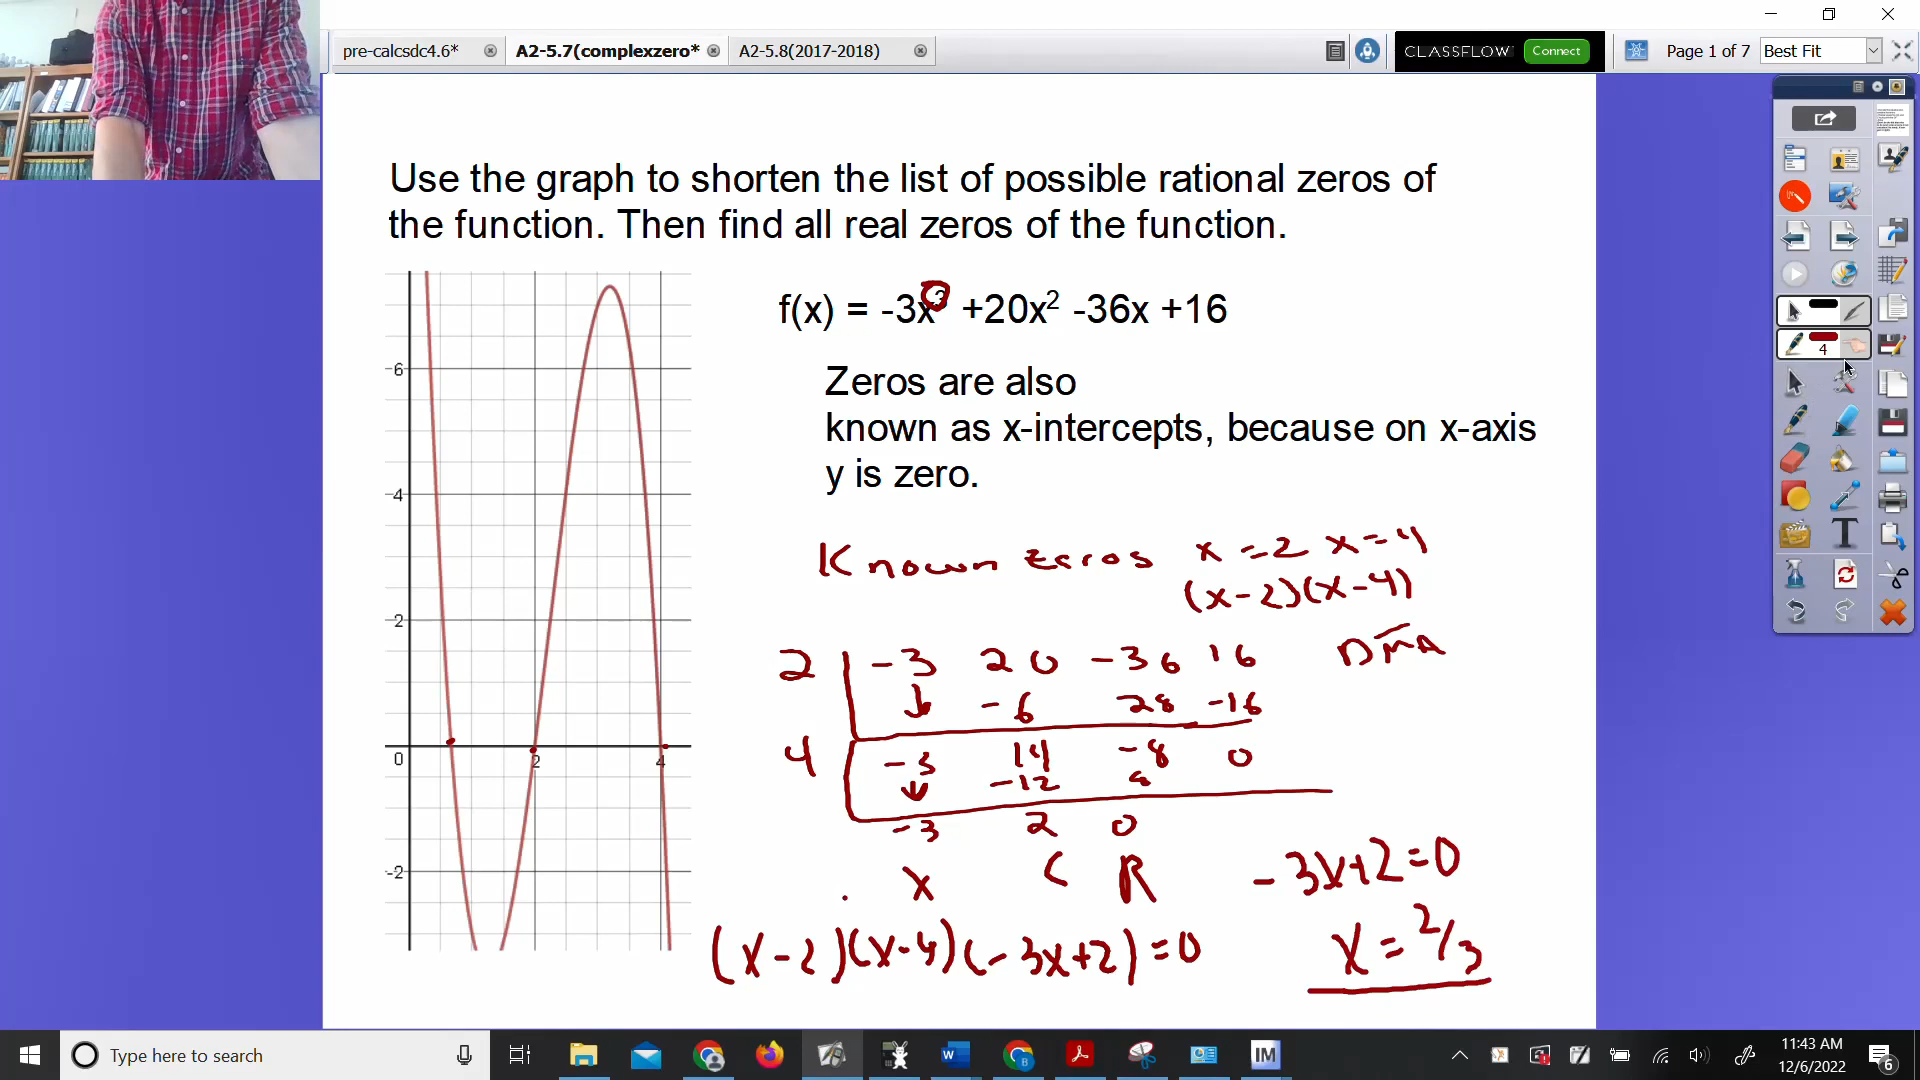 pre-calcsdc4.6*
A2-5.7(complexzero*
A2-5.8(2017-2018)
CLASSFLOW Connect
Page 1 of 7
Best Fit
Use the graph to shorten the list of possible rational zeros of
the function. Then find all real zeros of the function.
f(x) = -3x³ +20x² -36x +16
Zeros are also
known as x-intercepts, because on x-axis
y is zero.
Known zeros x=2 x=4
(x-2)(x-4)
DMA
2 -3 20 -36 16
-6 28 -16
4 -3 14 -8 0
-12 8
-3 2 0
x C R
-3x+2=0
(x-2)(x-4)(-3x+2)=0
x=2/3
6
4
2
0
2
4
-2
4
T
Type here to search
W
IM
11:43 AM
12/6/2022
6